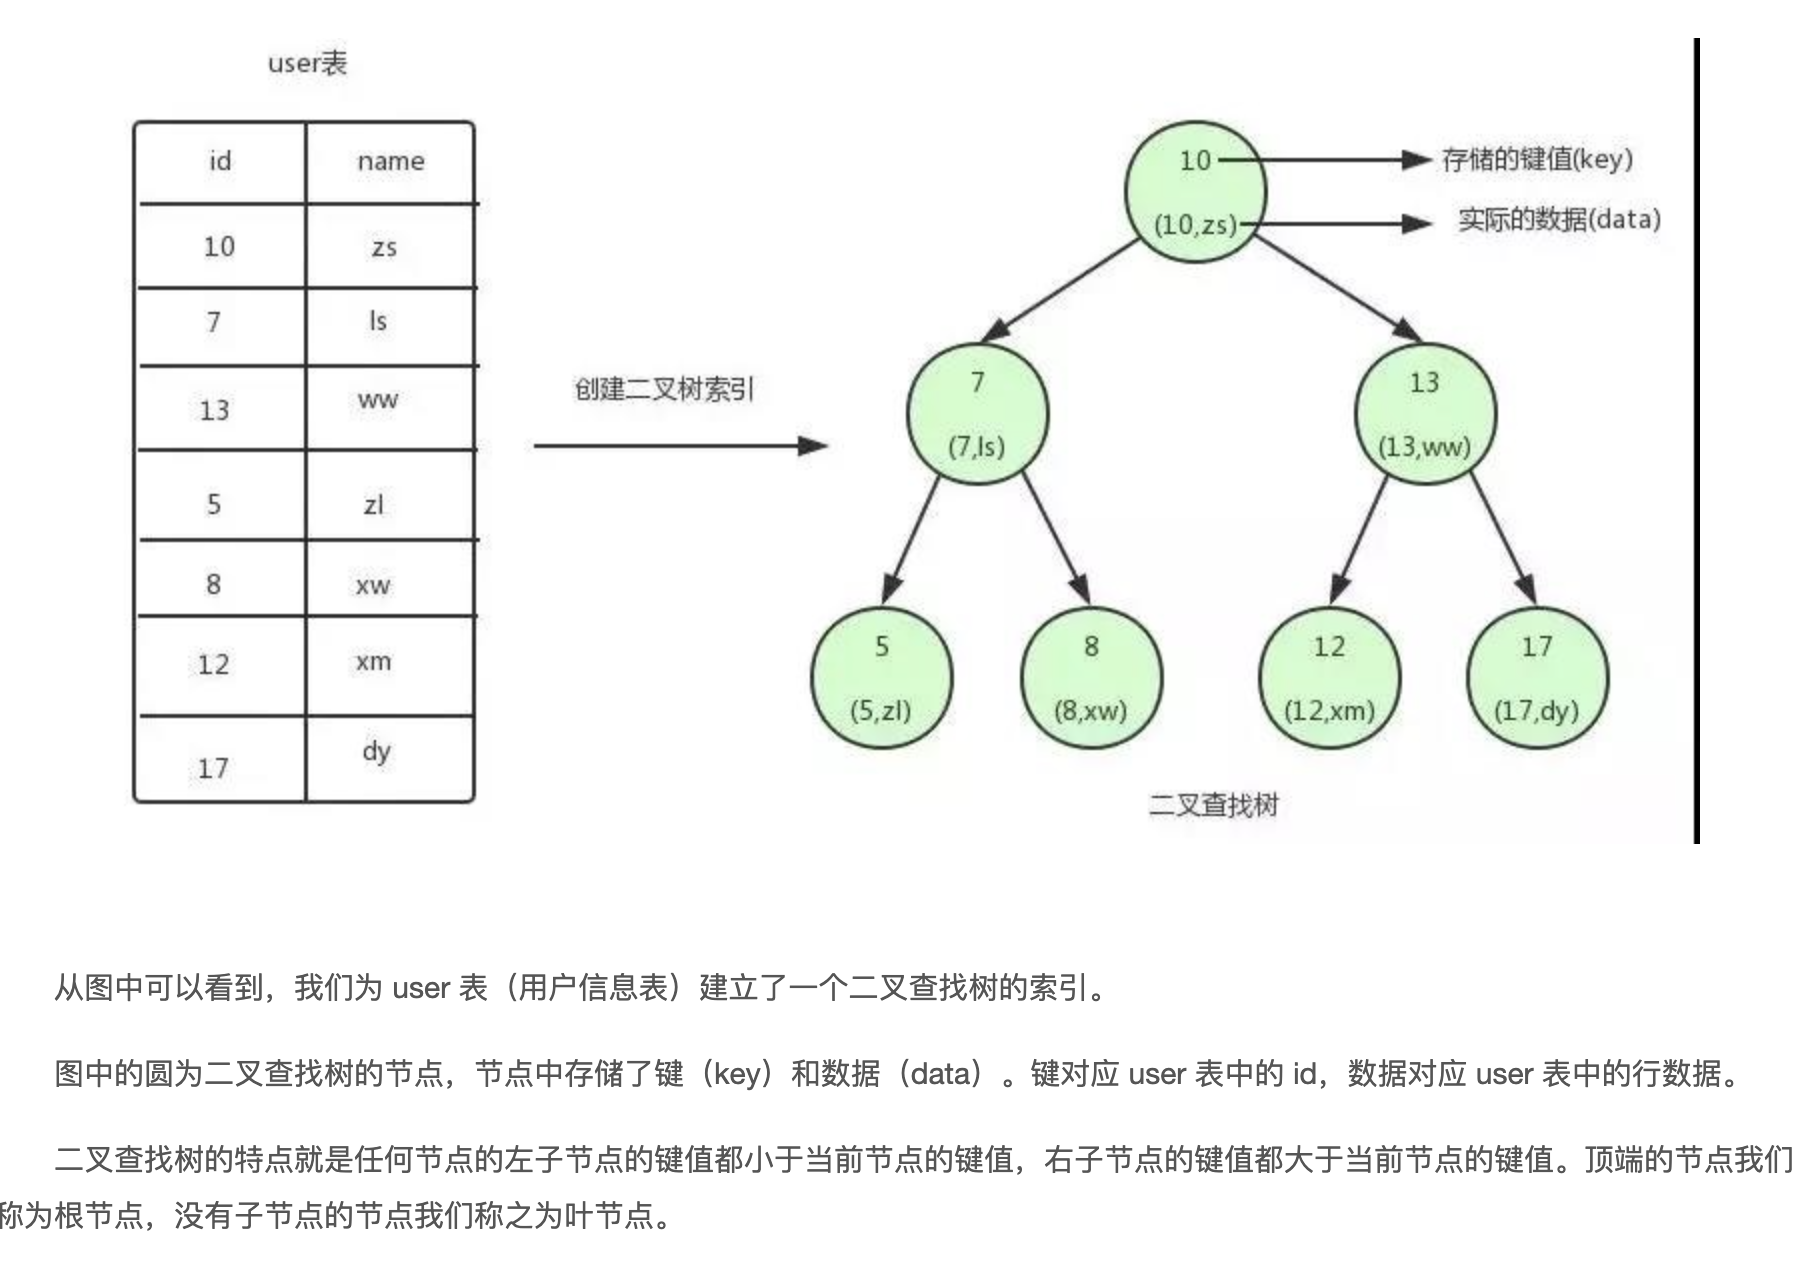 user表
id name
10 zs
7 ls
13 ww
5 zl
8 xw
12 xm
17 dy
创建二叉树索引
10
存储的键值(key)
(10,zs)
实际的数据(data)
7 13
(7,ls) (13,ww)
5 8 12 17
(5,zl) (8,xw) (12,xm) (17,dy)
二叉查找树
从图中可以看到，我们为 user 表（用户信息表）建立了一个二叉查找树的索引。
图中的圆为二叉查找树的节点，节点中存储了键（key）和数据（data）。键对应 user 表中的 id，数据对应 user 表中的行数据。
二叉查找树的特点就是任何节点的左子节点的键值都小于当前节点的键值，右子节点的键值都大于当前节点的键值。顶端的节点我们
称为根节点，没有子节点的节点我们称之为叶节点。